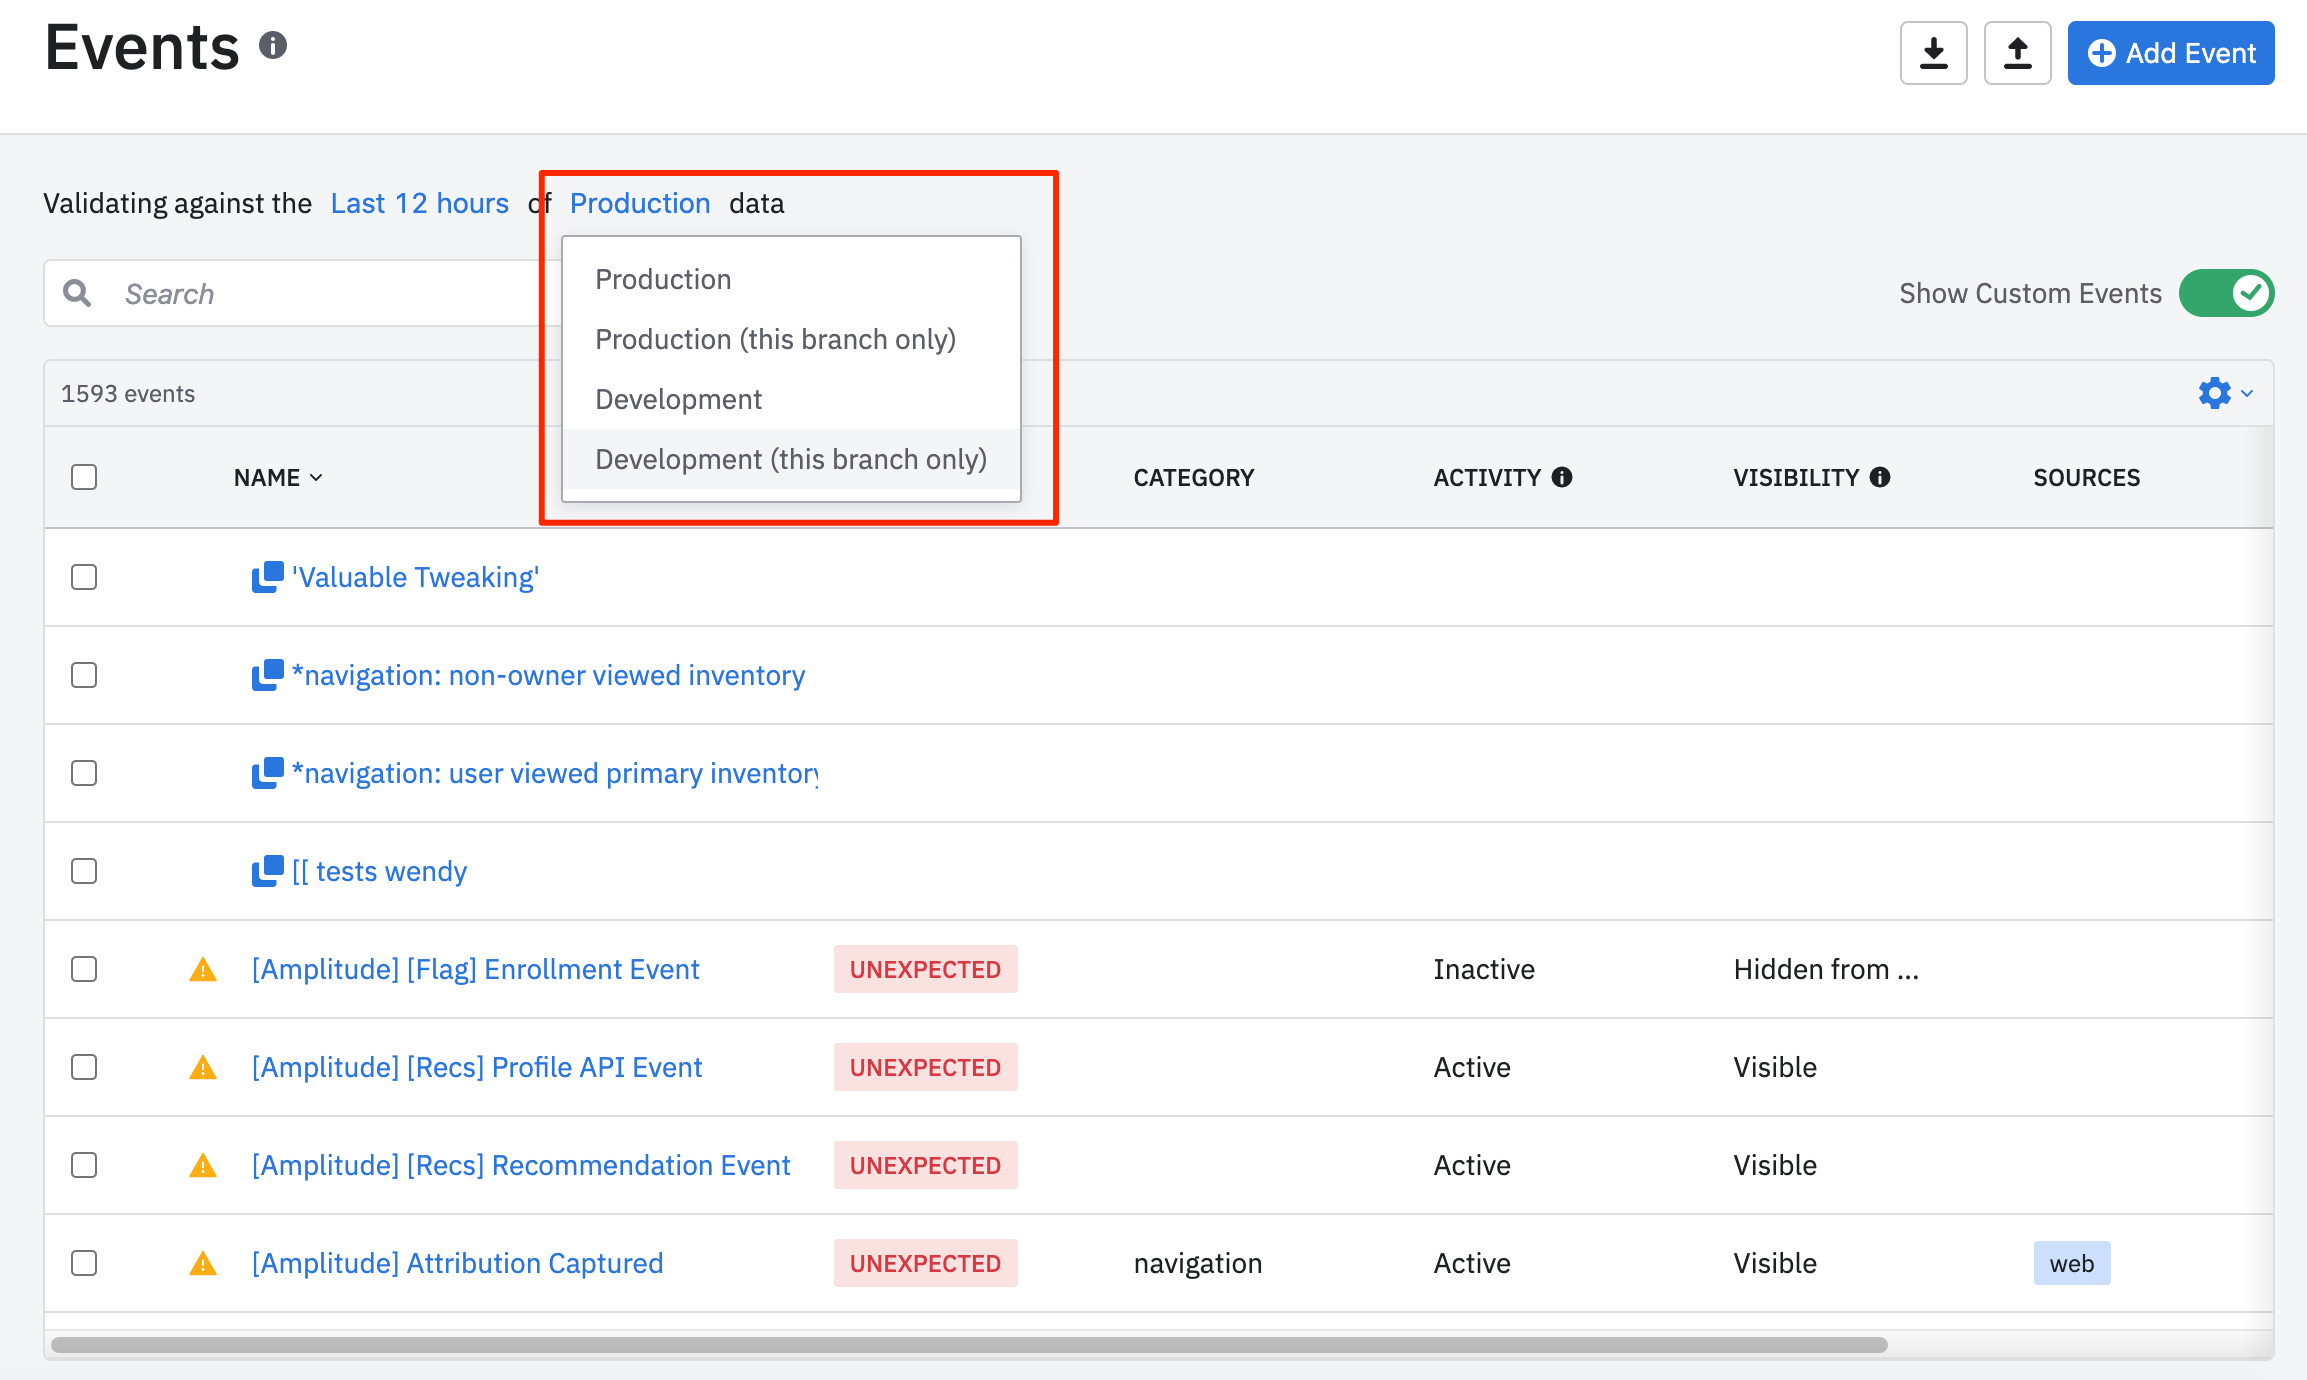 Events
Add Event
Validating against the Last 12 hours of Production data
Search
Production
Production (this branch only)
Development
Development (this branch only)
Show Custom Events
1593 events
NAME CATEGORY ACTIVITY VISIBILITY SOURCES
'Valuable Tweaking'
*navigation: non-owner viewed inventory
*navigation: user viewed primary inventory
[[ tests wendy
[Amplitude] [Flag] Enrollment Event UNEXPECTED Inactive Hidden from ...
[Amplitude] [Recs] Profile API Event UNEXPECTED Active Visible
[Amplitude] [Recs] Recommendation Event UNEXPECTED Active Visible
[Amplitude] Attribution Captured UNEXPECTED navigation Active Visible web